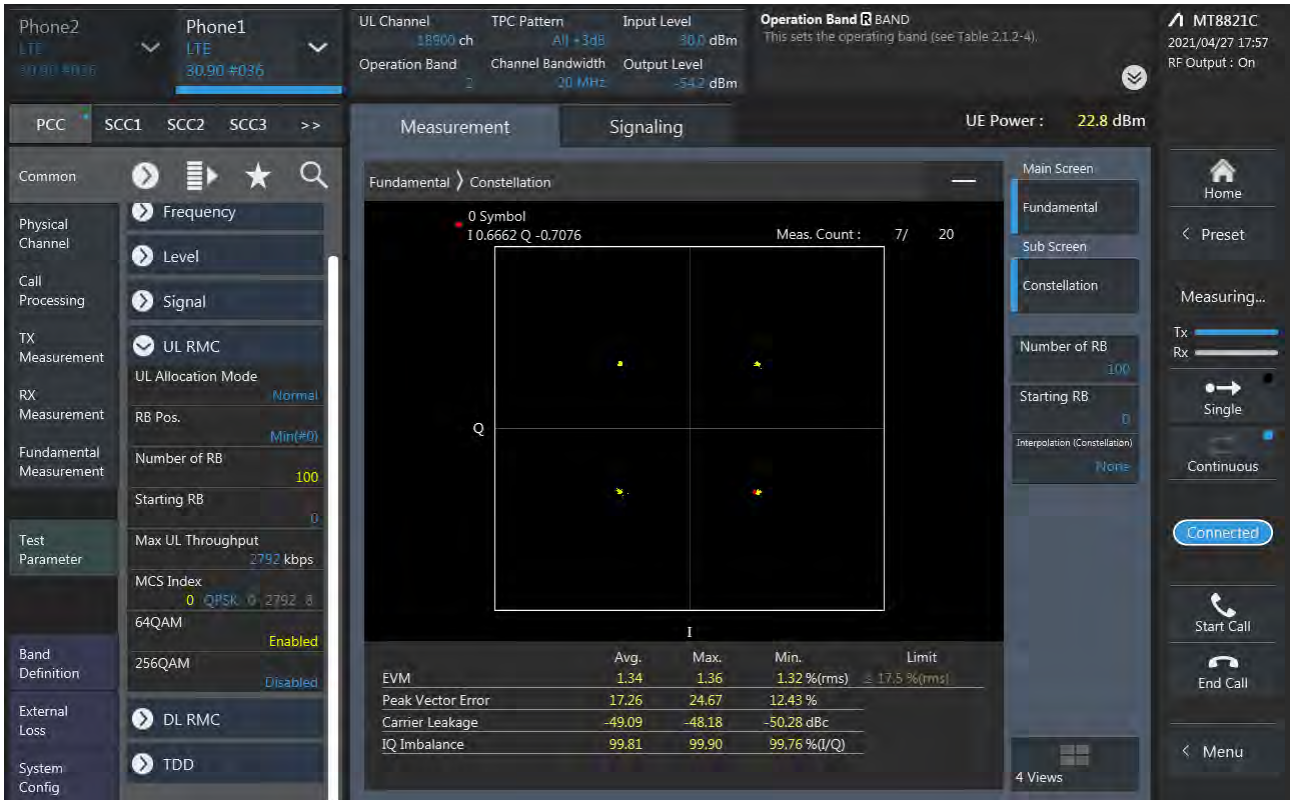 Phone2
LTE
30.90 #036
Phone1
LTE
30.90 #036
UL Channel
18900 ch
TPC Pattern
All +3dB
Input Level
30.0 dBm
Operation Band
2
Channel Bandwidth
20 MHz
Output Level
-54.2 dBm
Operation Band R BAND
This sets the operating band (see Table 2.1.2-4).
MT8821C
2021/04/27 17:57
RF Output : On
PCC SCC1 SCC2 SCC3 >>
Measurement
Signaling
UE Power : 22.8 dBm
Common
Physical
Channel
Call
Processing
TX
Measurement
RX
Measurement
Fundamental
Measurement
Test
Parameter
Band
Definition
External
Loss
System
Config
Frequency
Level
Signal
UL RMC
UL Allocation Mode
Normal
RB Pos.
Min(#0)
Number of RB
100
Starting RB
0
Max UL Throughput
2792 kbps
MCS Index
0 QPSK 0 2792 8
64QAM
Enabled
256QAM
Disabled
DL RMC
TDD
Fundamental > Constellation
0 Symbol
I 0.6662 Q -0.7076
Meas. Count : 7/ 20
Q
I
Avg. Max. Min. Limit
EVM 1.34 1.36 1.32 %(rms) ≤ 17.5 %(rms)
Peak Vector Error 17.26 24.67 12.43 %
Carrier Leakage -49.09 -48.18 -50.28 dBc
IQ Imbalance 99.81 99.90 99.76 %(I/Q)
Main Screen
Fundamental
Sub Screen
Constellation
Number of RB
100
Starting RB
0
Interpolation (Constellation)
None
4 Views
Home
< Preset
Measuring...
Tx
Rx
Single
Continuous
Connected
Start Call
End Call
< Menu